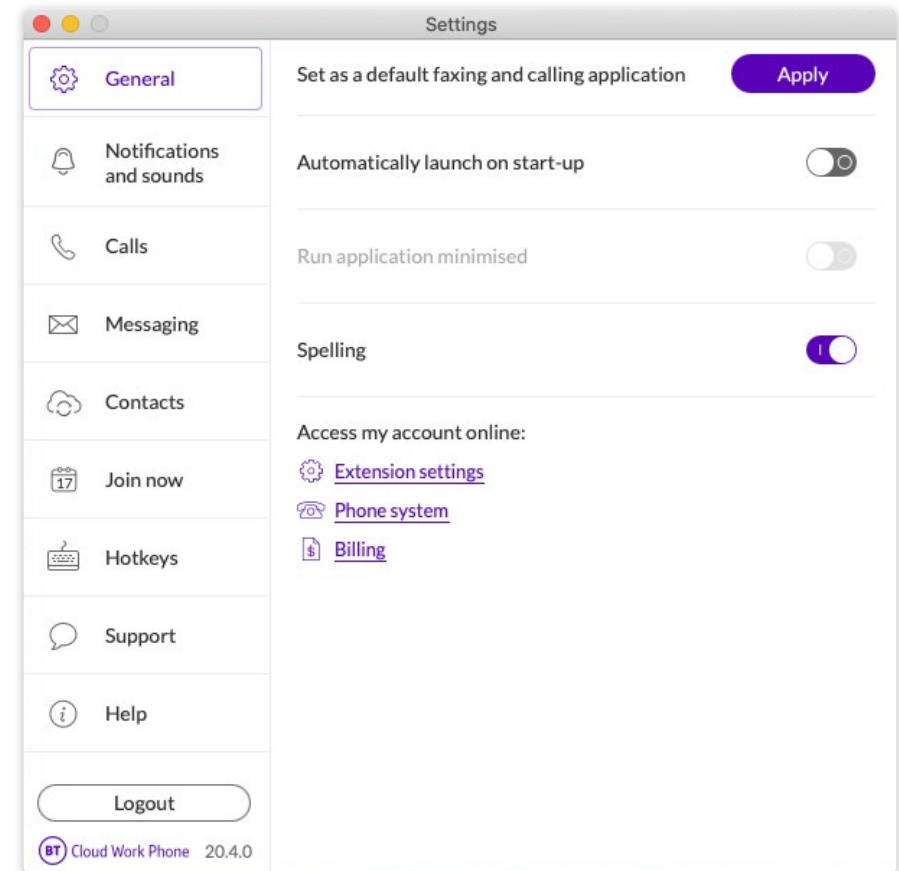 Settings
General
Notifications
and sounds
Calls
Messaging
Contacts
17
Join now
Hotkeys
Support
Help
Logout
BT Cloud Work Phone 20.4.0
Set as a default faxing and calling application
Apply
Automatically launch on start-up
Run application minimised
Spelling
Access my account online:
Extension settings
Phone system
$
Billing